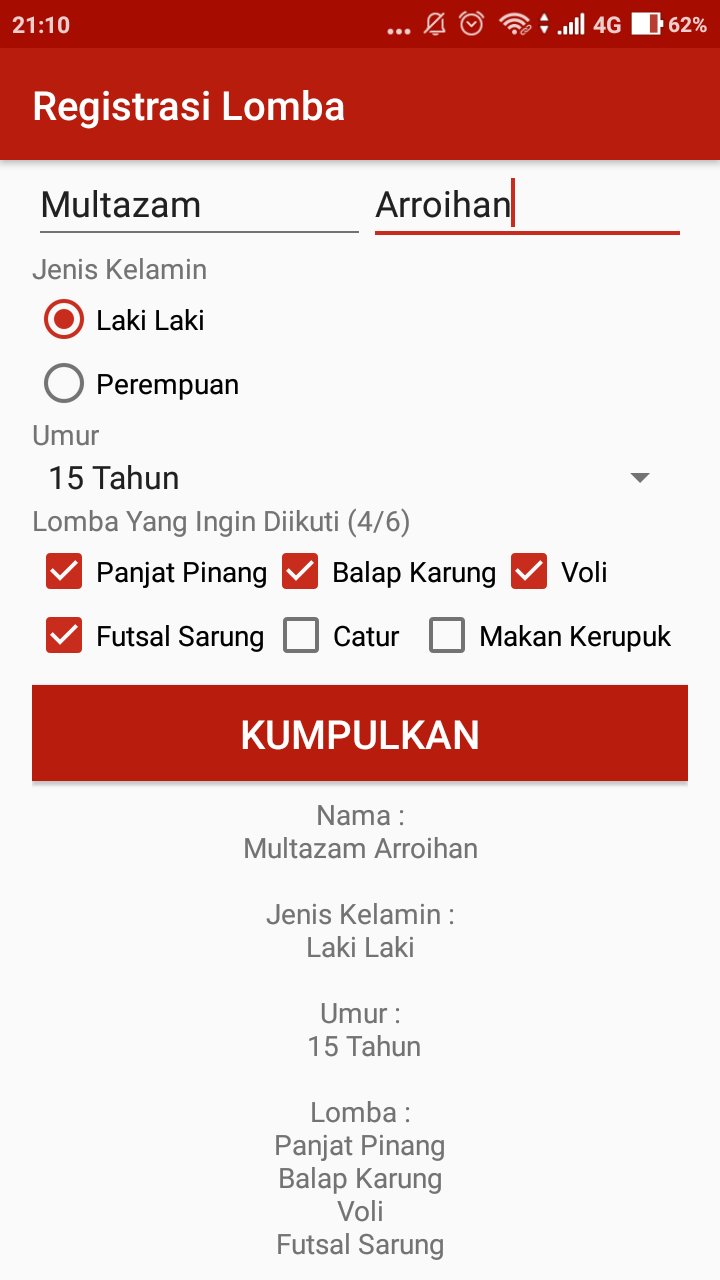 21:10 ... 4G 62%
Registrasi Lomba
Multazam Arroihan
Jenis Kelamin
Laki Laki
Perempuan
Umur
15 Tahun
Lomba Yang Ingin Diikuti (4/6)
Panjat Pinang Balap Karung Voli
Futsal Sarung Catur Makan Kerupuk
KUMPULKAN
Nama :
Multazam Arroihan
Jenis Kelamin :
Laki Laki
Umur :
15 Tahun
Lomba :
Panjat Pinang
Balap Karung
Voli
Futsal Sarung